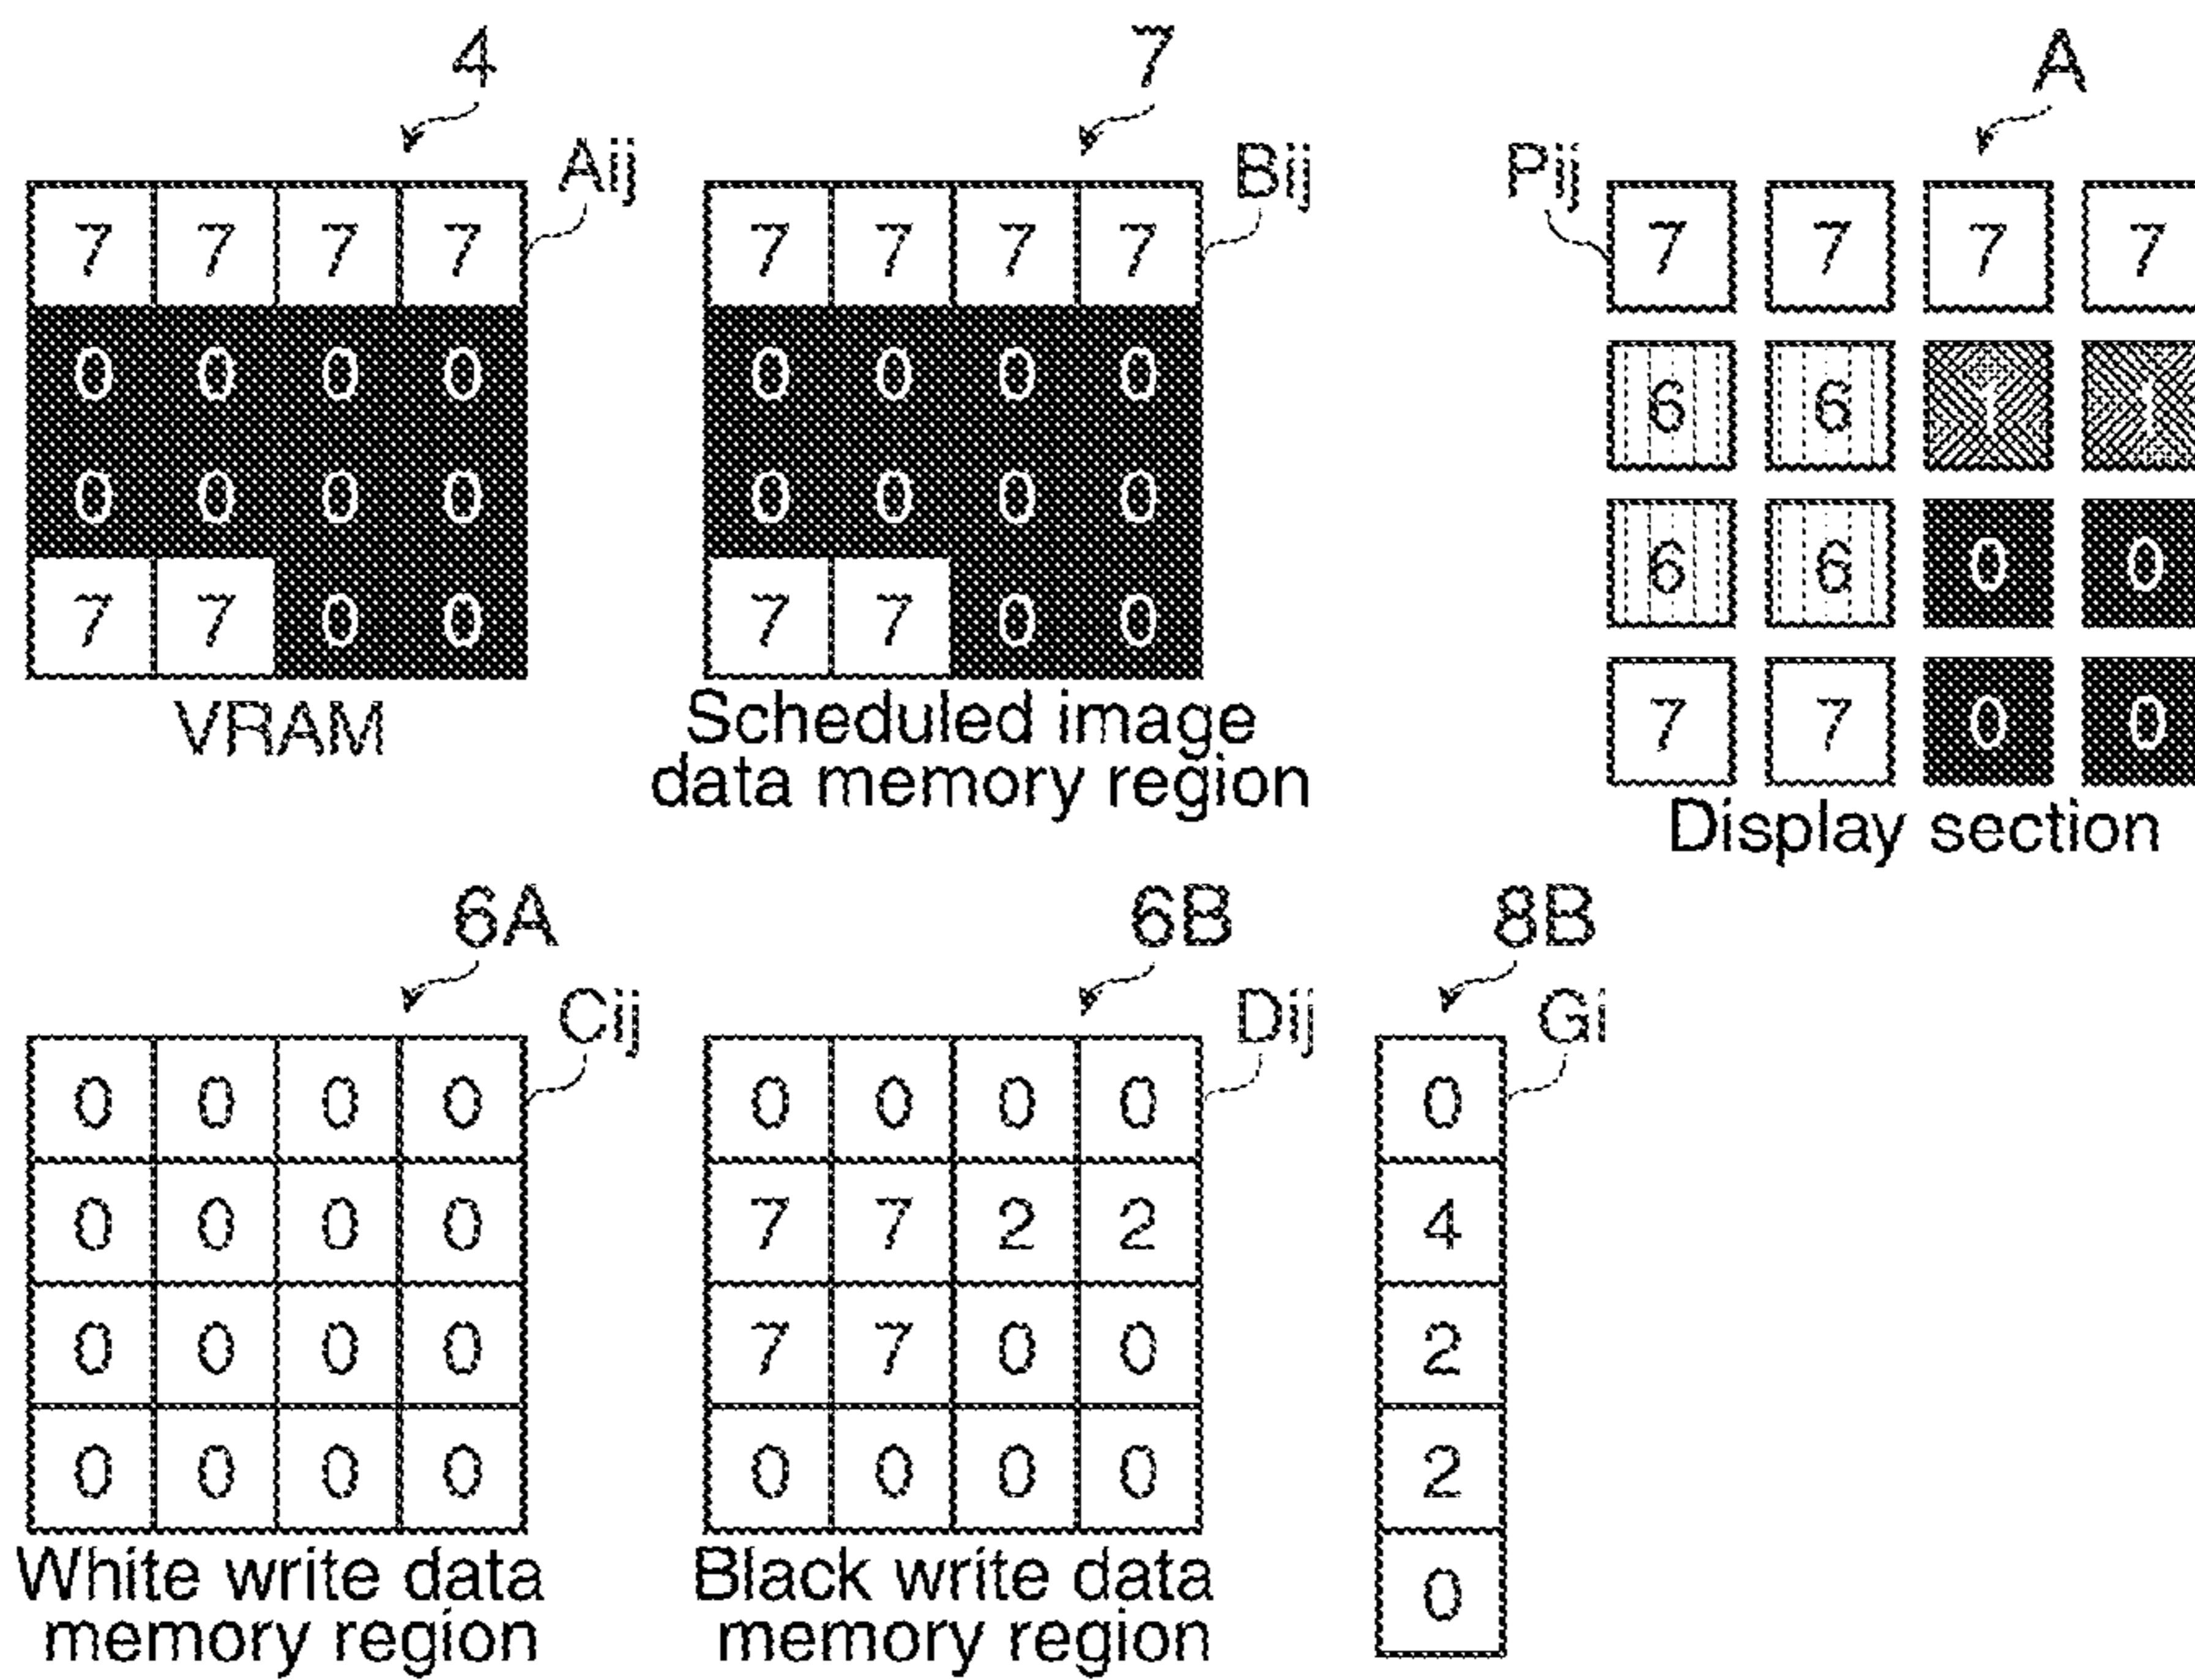 4 7 A
Aij Bij Pij
7 7 7 7 7 7 7 7 7 7 7 7
0 0 0 0 0 0 0 0 6 6 1 1
0 0 0 0 0 0 0 0 6 6 0 0
7 7 0 0 7 7 0 0 7 7 0 0
VRAM
Scheduled image
data memory region
Display section
6A 6B 8B
Cij Dij Gi
0 0 0 0 0 0 0 0 0
0 0 0 0 7 7 2 2 4
0 0 0 0 7 7 0 0 2
0 0 0 0 0 0 0 0 2
0
White write data
memory region
Black write data
memory region